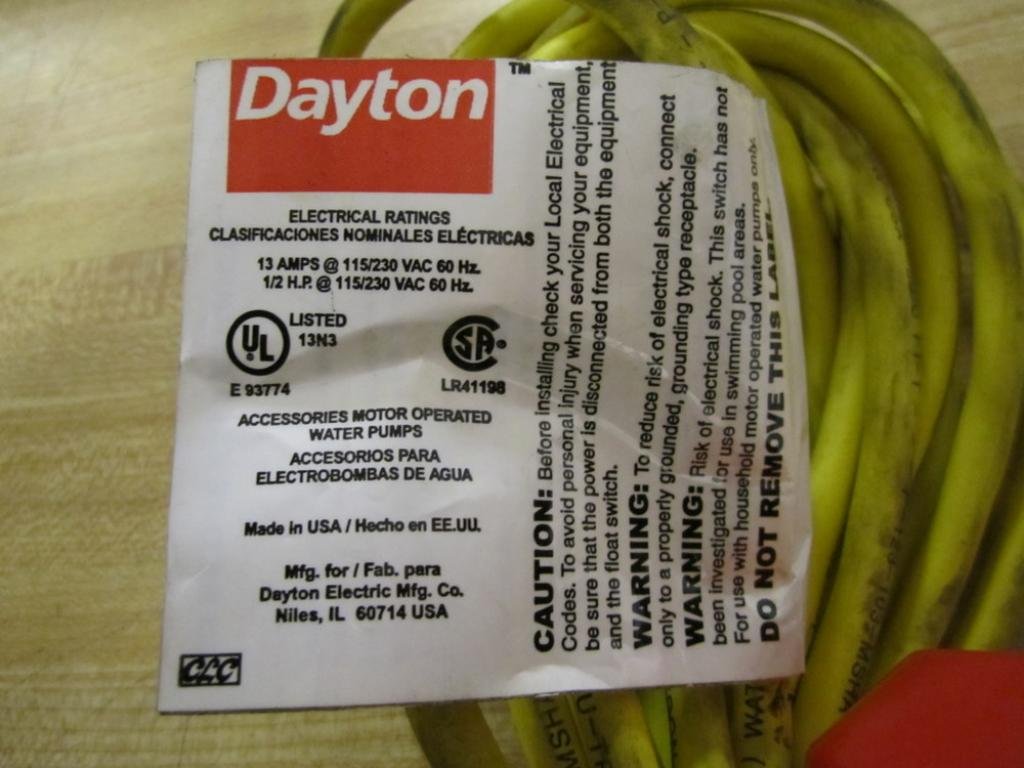 Dayton ™
ELECTRICAL RATINGS
CLASIFICACIONES NOMINALES ELÉCTRICAS
13 AMPS @ 115/230 VAC 60 Hz.
1/2 H.P. @ 115/230 VAC 60 Hz.
UL
LISTED
13N3
E 93774
SA
LR41198
ACCESSORIES MOTOR OPERATED
WATER PUMPS
ACCESORIOS PARA
ELECTROBOMBAS DE AGUA
Made in USA / Hecho en EE.UU.
Mfg. for / Fab. para
Dayton Electric Mfg. Co.
Niles, IL 60714 USA
CLC
CAUTION: Before installing check your Local Electrical
Codes. To avoid personal injury when servicing your equipment,
be sure that the power is disconnected from both the equipment
and the float switch.
WARNING: To reduce risk of electrical shock, connect
only to a properly grounded, grounding type receptacle.
WARNING: Risk of electrical shock. This switch has not
been investigated for use in swimming pool areas.
For use with household motor operated water pumps only.
DO NOT REMOVE THIS LABEL
MSHA
WAT